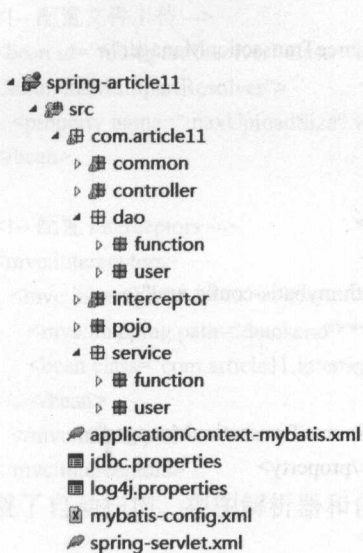 spring-article11
src
com.article11
common
controller
dao
function
user
interceptor
pojo
service
function
user
applicationContext-mybatis.xml
jdbc.properties
log4j.properties
mybatis-config.xml
spring-servlet.xml